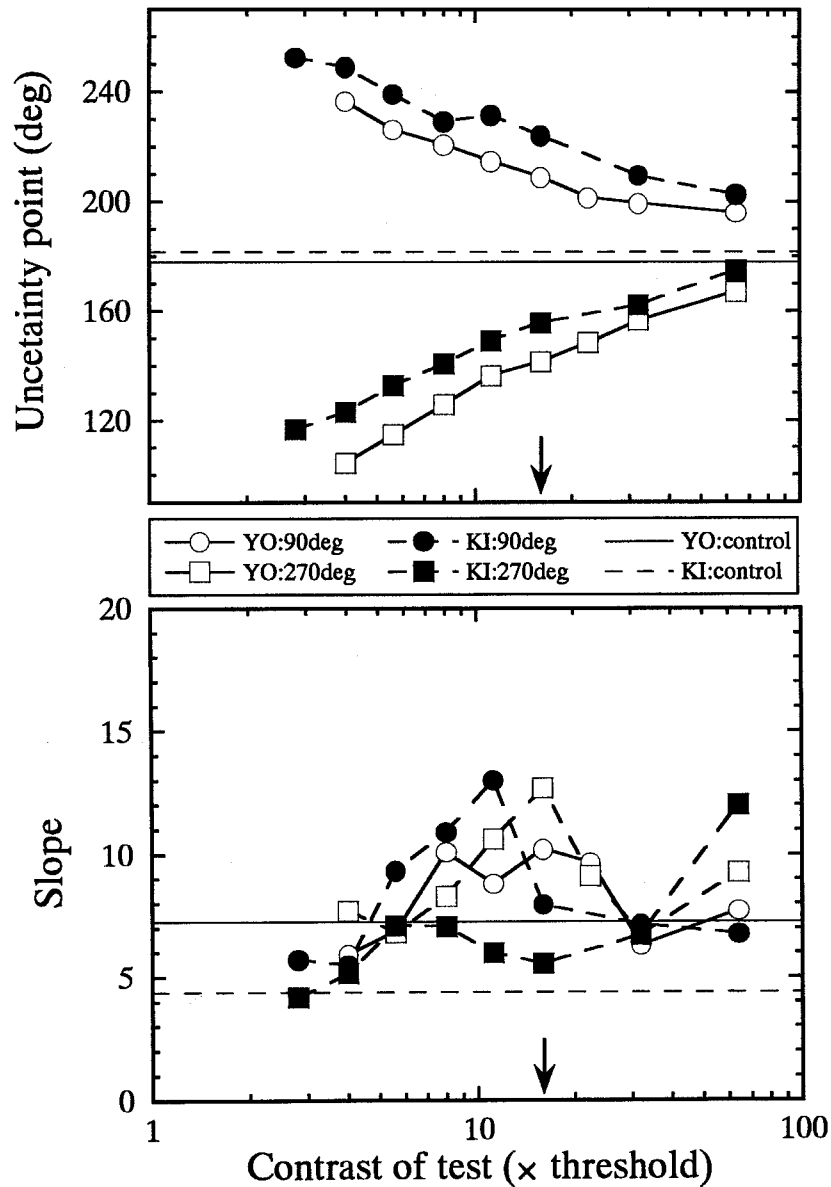 240
200
160
120
Uncetainty point (deg)
YO:90deg KI:90deg YO:control
YO:270deg KI:270deg KI:control
20
15
10
5
0
Slope
1 10 100
Contrast of test (× threshold)